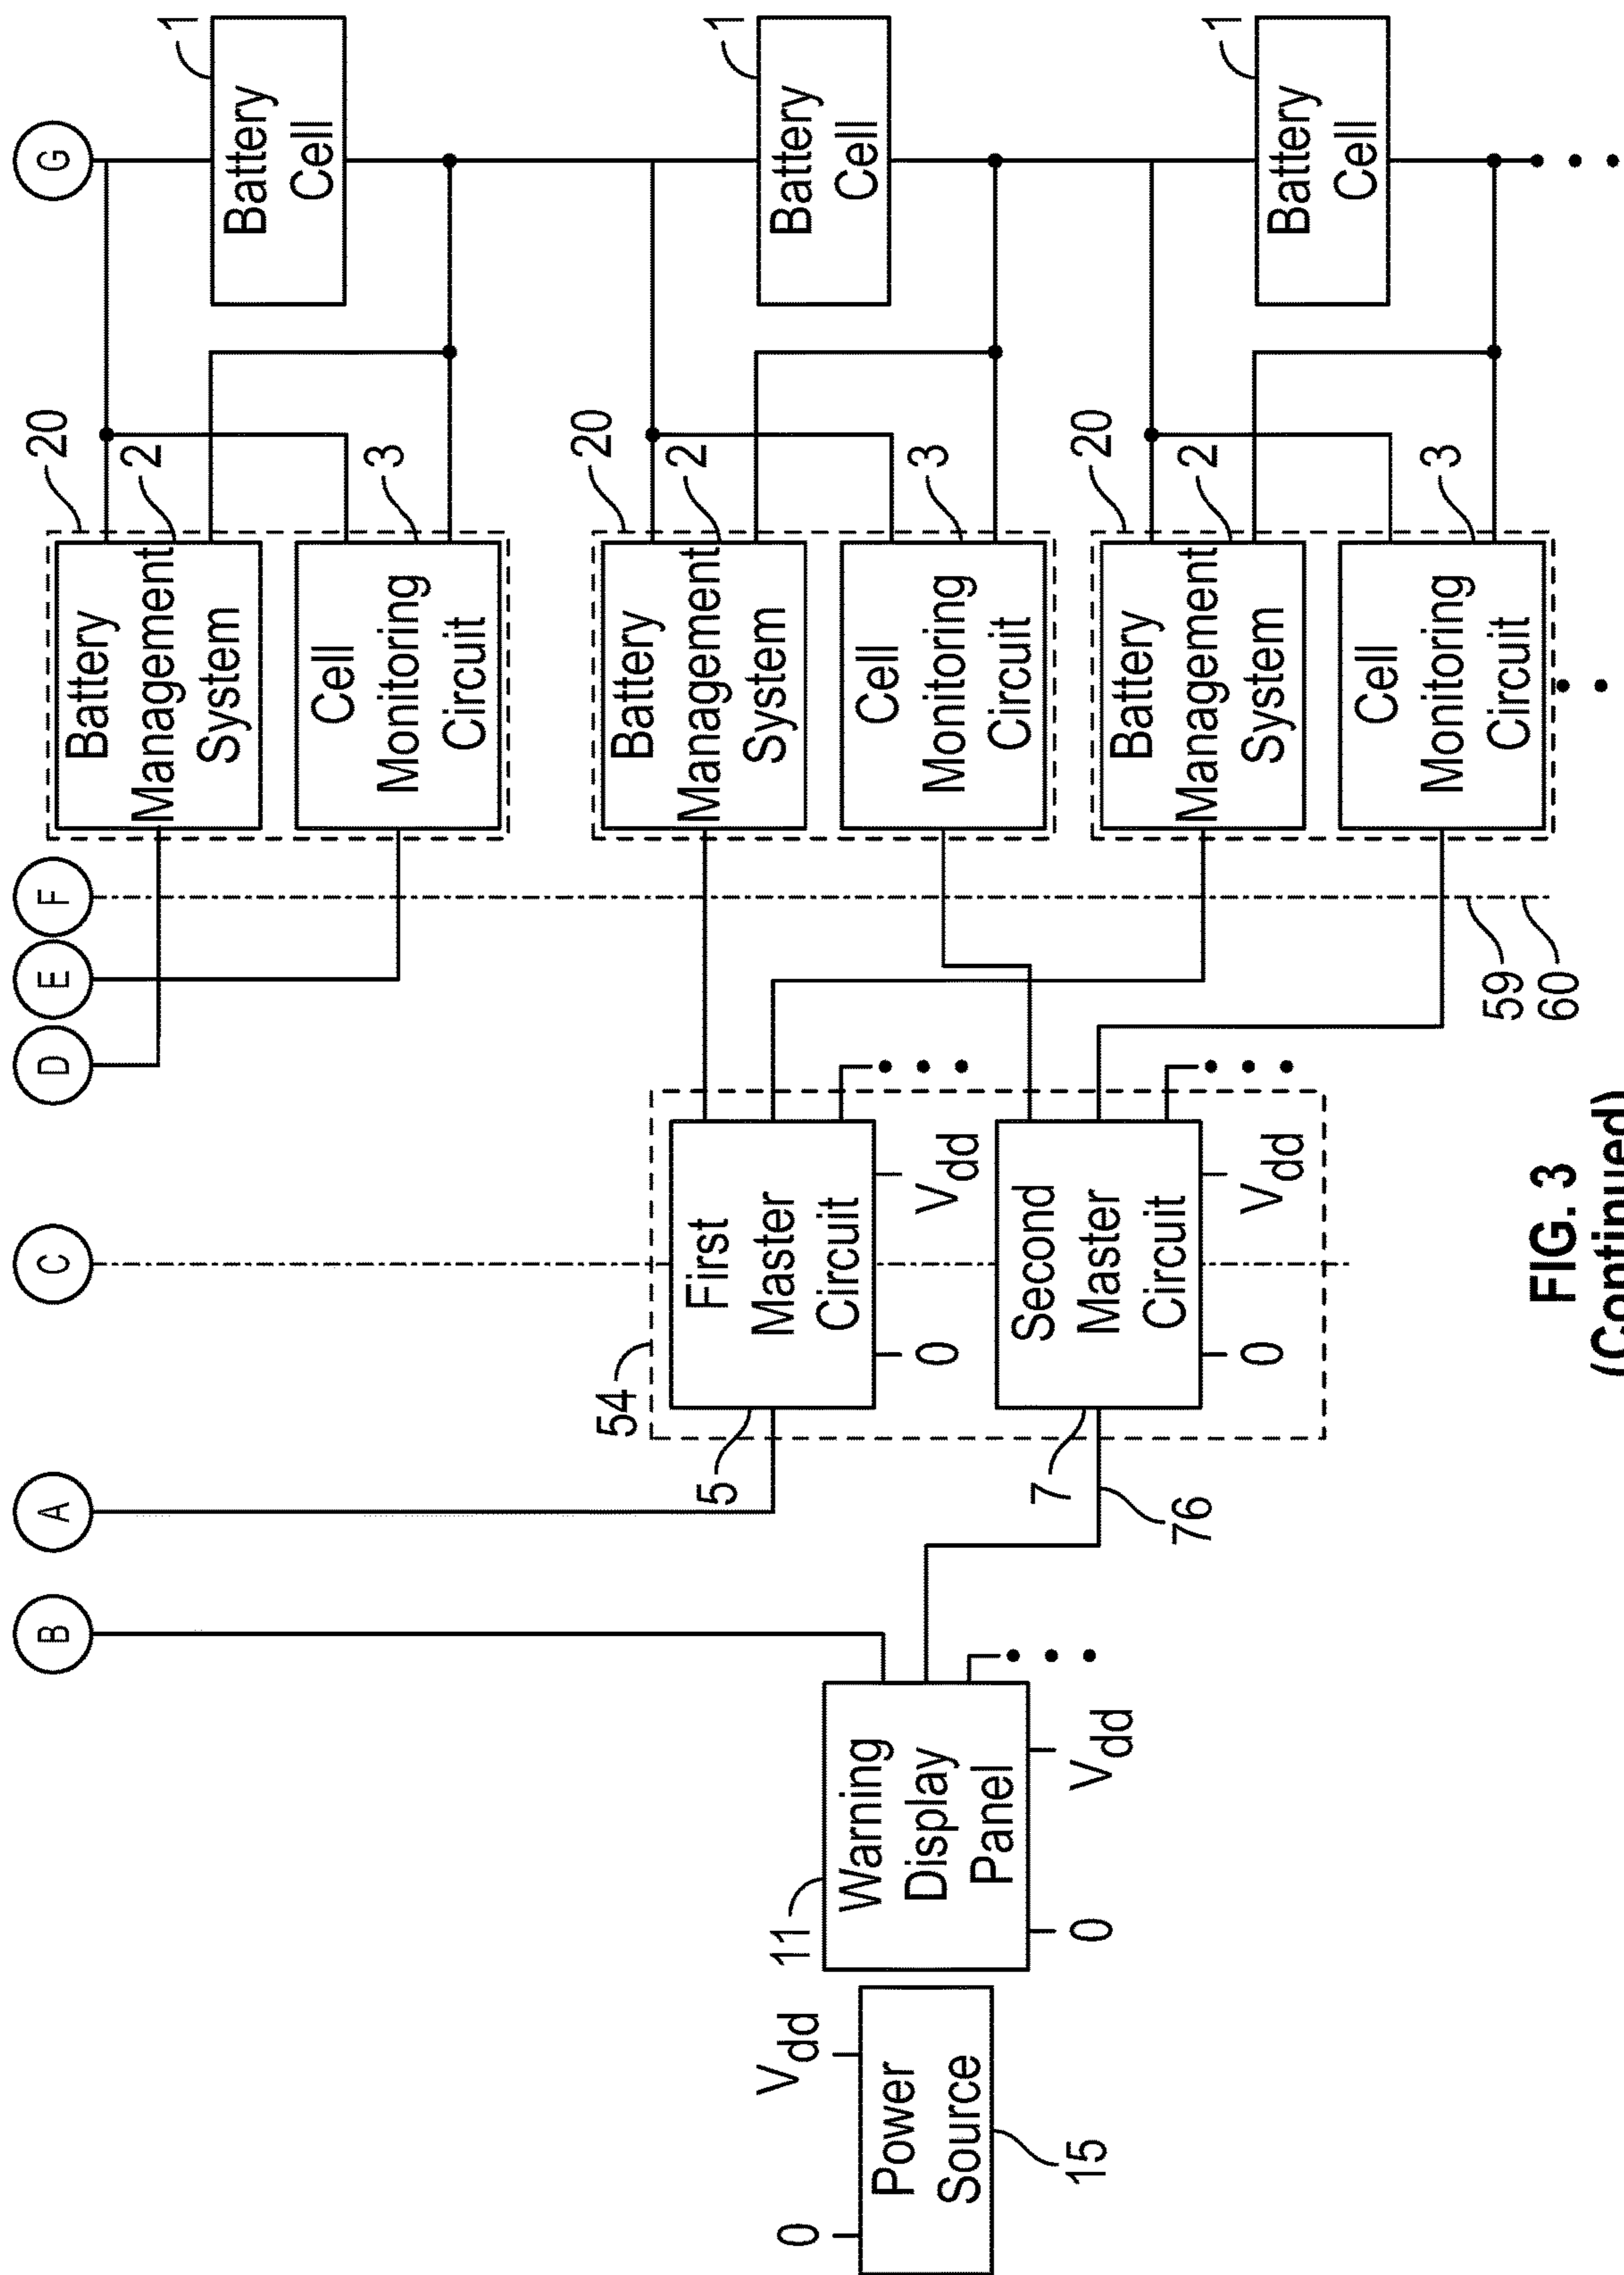 G
F
E
D
C
A
B
1
Battery
Cell
1
Battery
Cell
1
Battery
Cell
20
2
Battery
Management
System
3
Cell
Monitoring
Circuit
20
2
Battery
Management
System
3
Cell
Monitoring
Circuit
20
2
Battery
Management
System
3
Cell
Monitoring
Circuit
59
60
54
First
Master
Circuit
5
0
Vdd
Second
Master
Circuit
7
0
Vdd
76
11
Warning
Display
Panel
0
Vdd
0
Vdd
Power
Source
15
FIG. 3
(Continued)